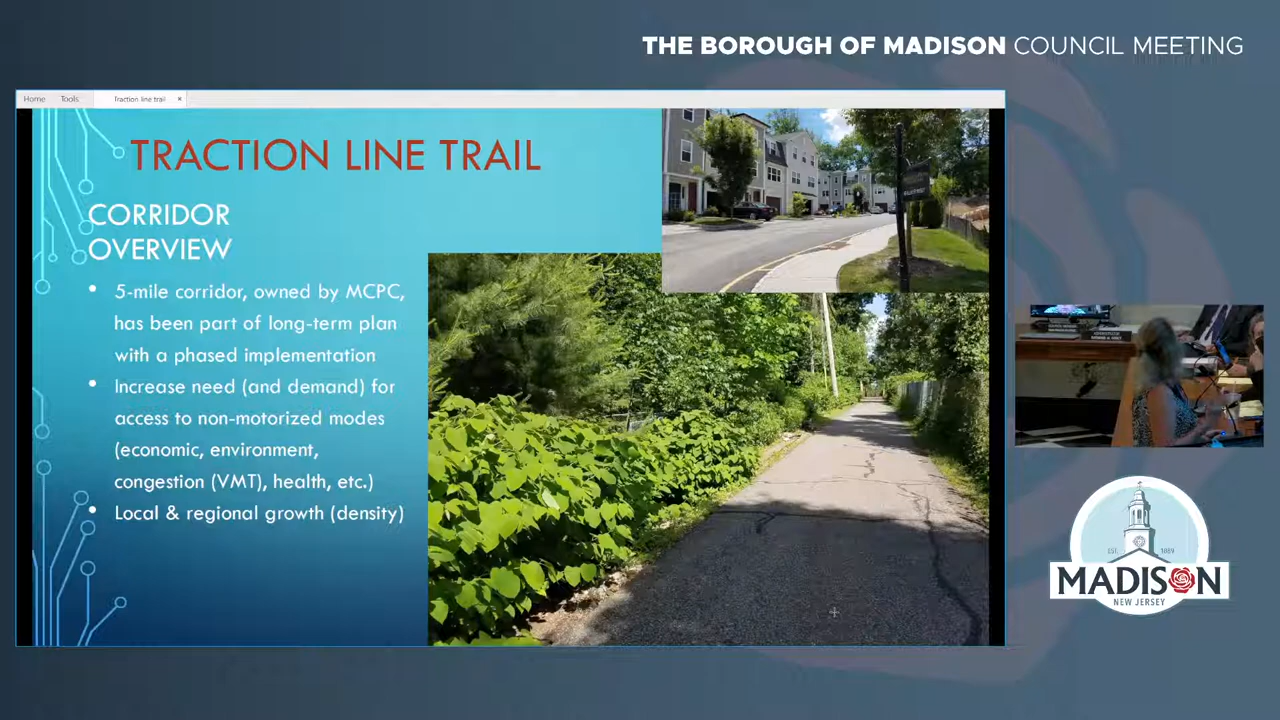 THE BOROUGH OF MADISON COUNCIL MEETING
Home Tools Traction line trail ×
TRACTION LINE TRAIL
CORRIDOR
OVERVIEW
• 5-mile corridor, owned by MCPC,
has been part of long-term plan
with a phased implementation
• Increase need (and demand) for
access to non-motorized modes
(economic, environment,
congestion (VMT), health, etc.)
• Local & regional growth (density)
EST. 1889
MADISON
NEW JERSEY